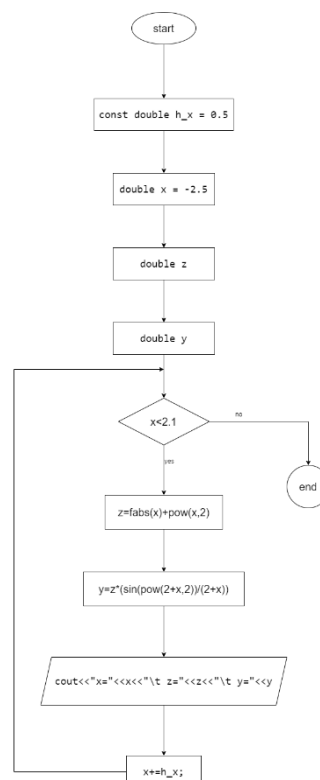 start
const double h_x = 0.5
double x = -2.5
double z
double y
x<2.1
no
yes
end
z=fabs(x)+pow(x,2)
y=z*(sin(pow(2+x,2))/(2+x))
cout<<"x="<<x<<"\t z="<<z<<"\t y="<<y
x+=h_x;